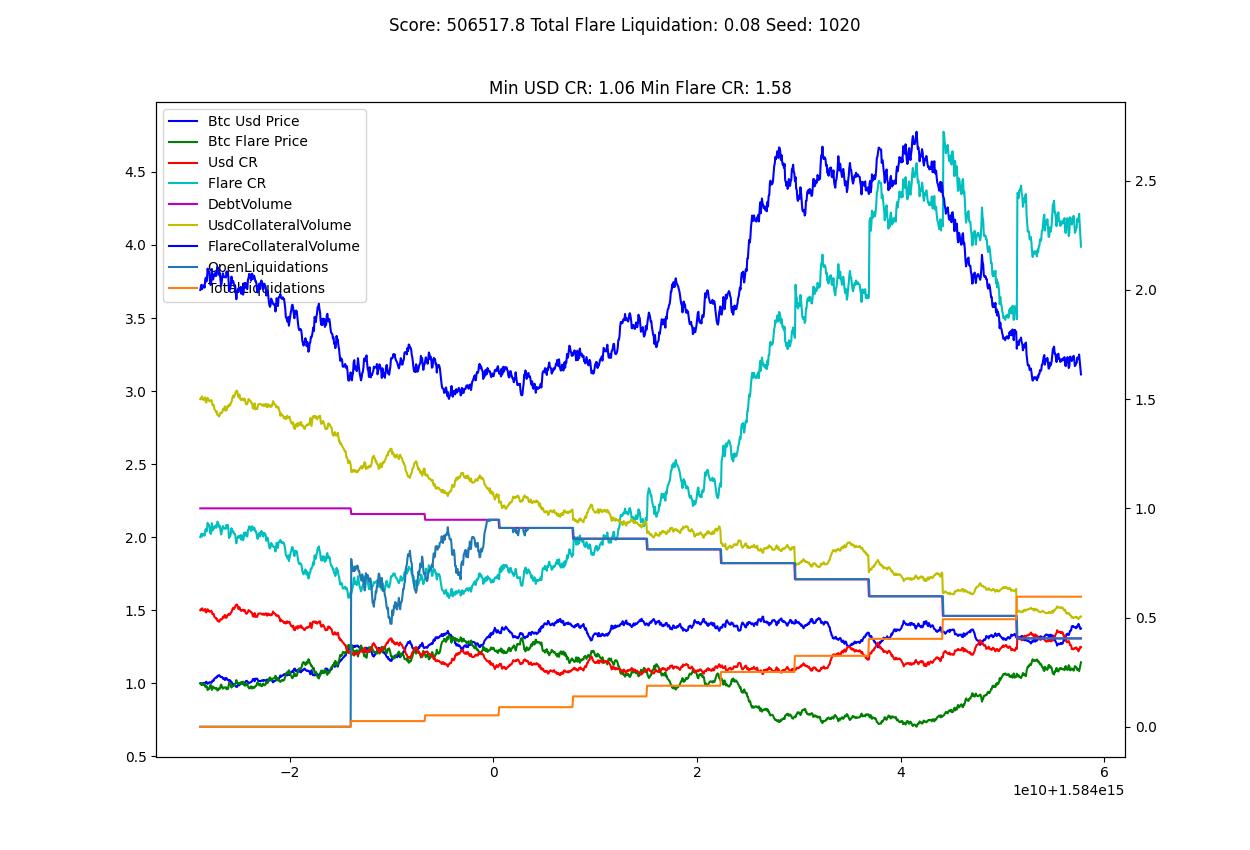 Score: 506517.8 Total Flare Liquidation: 0.08 Seed: 1020
Min USD CR: 1.06 Min Flare CR: 1.58
Btc Usd Price
Btc Flare Price
Usd CR
Flare CR
DebtVolume
UsdCollateralVolume
FlareCollateralVolume
OpenLiquidations
TotalLiquidations
4.5
4.0
3.5
3.0
2.5
2.0
1.5
1.0
0.5
2.5
2.0
1.5
1.0
0.5
0.0
−2
0
2
4
6
1e10+1.584e15